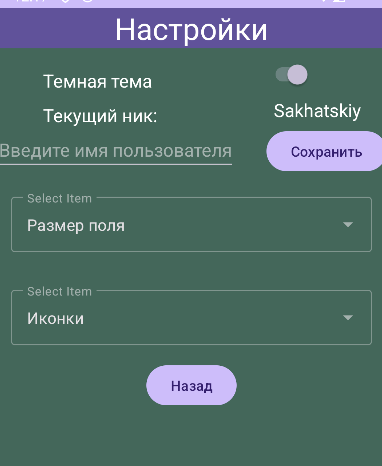 Настройки
Темная тема
Текущий ник:
Sakhatskiy
Введите имя пользователя
Сохранить
Select Item
Размер поля
Select Item
Иконки
Назад